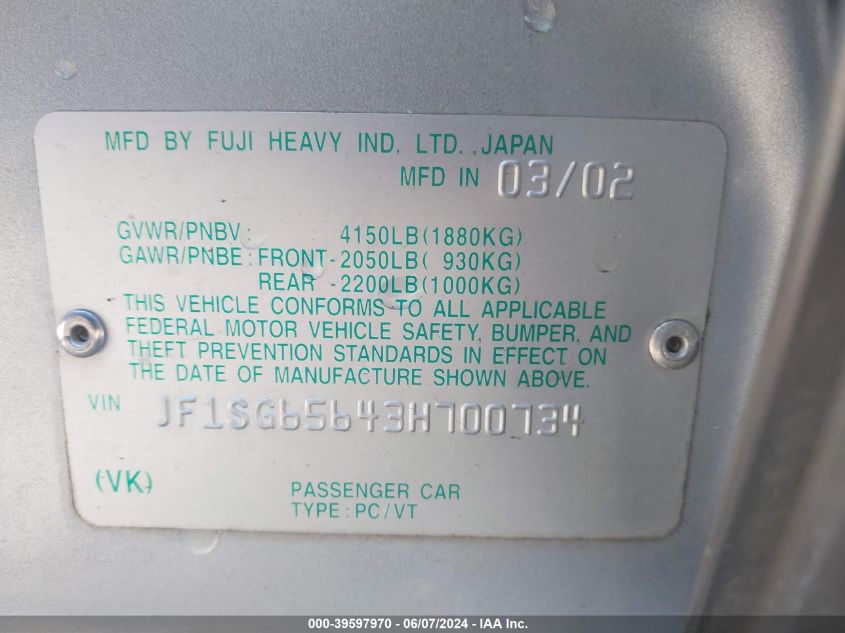 MFD BY FUJI HEAVY IND. LTD. ,JAPAN
MFD IN 03/02
GVWR/PNBV: 4150LB(1880KG)
GAWR/PNBE: FRONT-2050LB( 930KG)
REAR -2200LB(1000KG)
THIS VEHICLE CONFORMS TO ALL APPLICABLE
FEDERAL MOTOR VEHICLE SAFETY, BUMPER, AND
THEFT PREVENTION STANDARDS IN EFFECT ON
THE DATE OF MANUFACTURE SHOWN ABOVE.
VIN JF1SG65643H700734
(VK)
PASSENGER CAR
TYPE: PC/VT
000-39597970 - 06/07/2024 - IAA Inc.